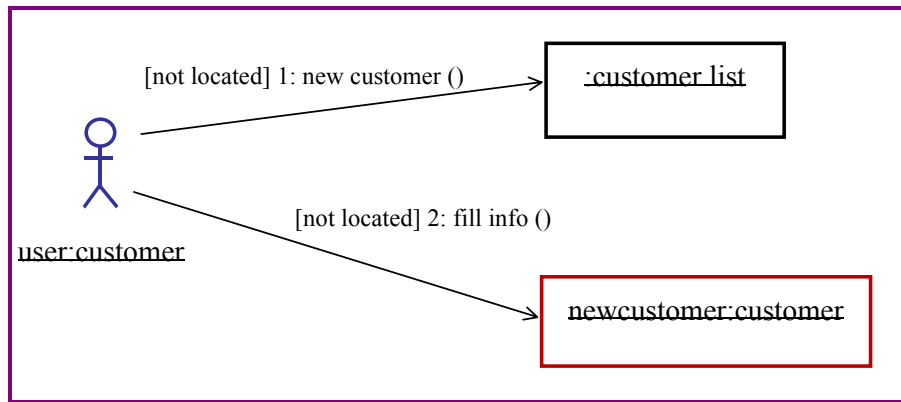 [not located] 1: new customer ()
:customer list
[not located] 2: fill info ()
user:customer
newcustomer:customer